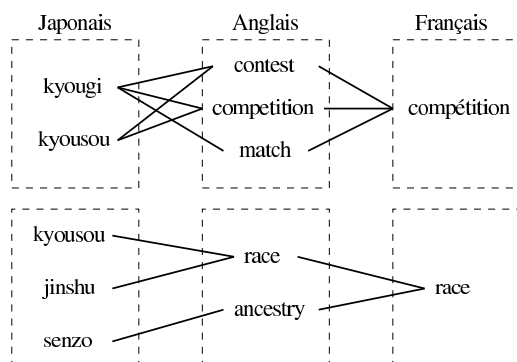 Japonais Anglais Français
kyougi contest compétition
kyousou competition
match
kyousou race race
jinshu ancestry
senzo